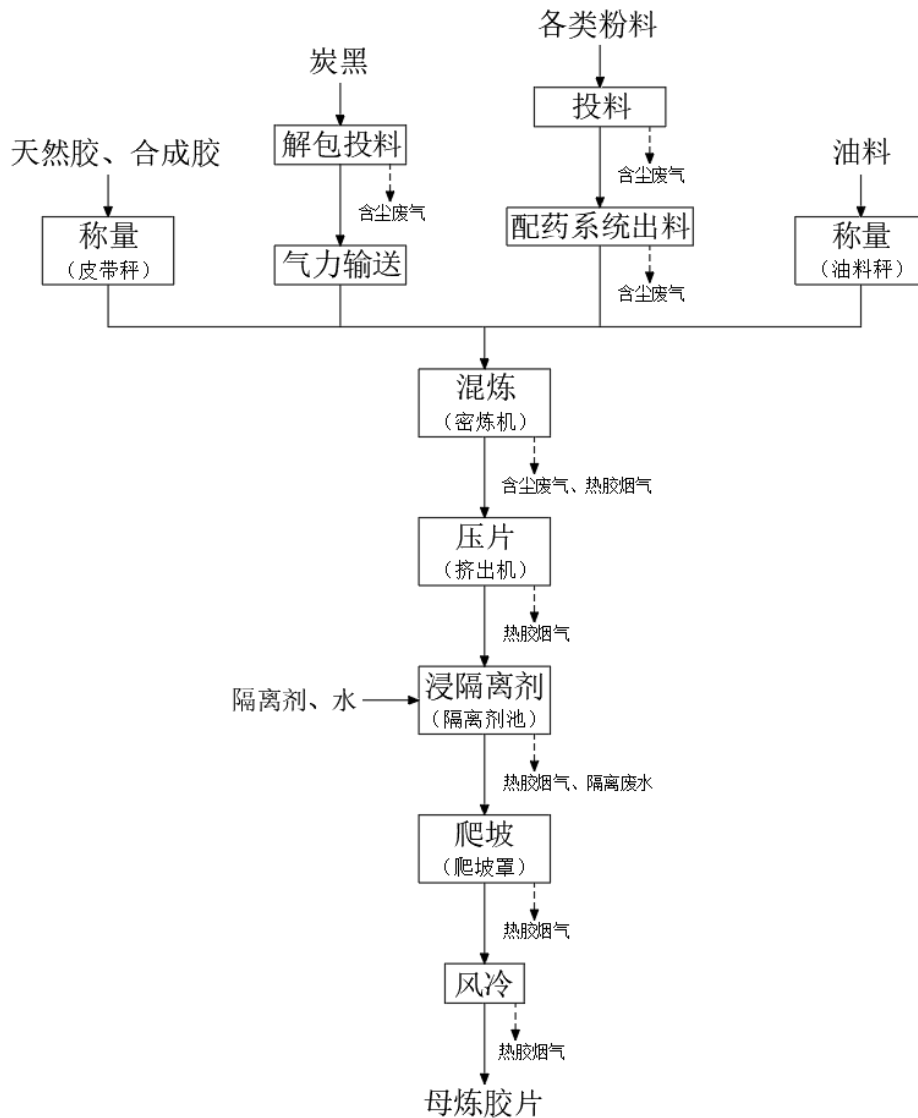 各类粉料
炭黑
投料
天然胶、合成胶
解包投料
油料
含尘废气
含尘废气
称量
（皮带秤）
气力输送
配药系统出料
称量
（油料秤）
含尘废气
混炼
（密炼机）
含尘废气、热胶烟气
压片
（挤出机）
热胶烟气
隔离剂、水
浸隔离剂
（隔离剂池）
热胶烟气、隔离废水
爬坡
（爬坡罩）
热胶烟气
风冷
热胶烟气
母炼胶片